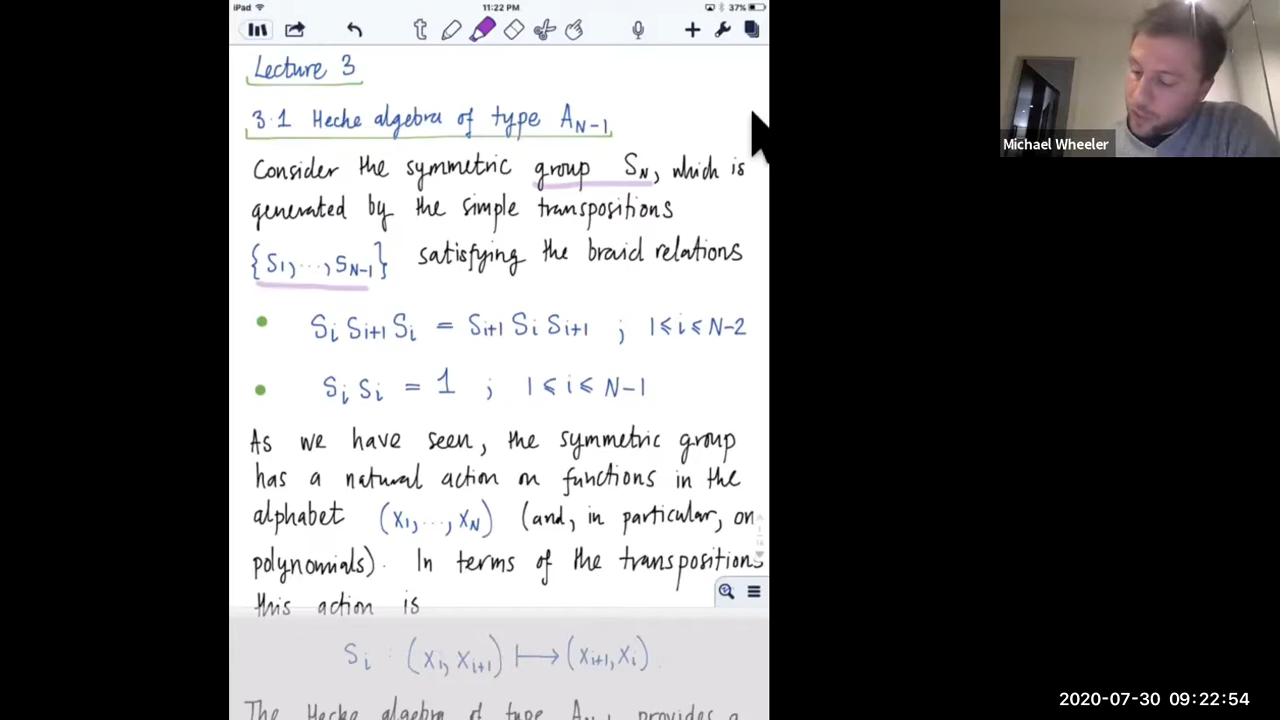 iPad
11:22 PM
37%
Lecture 3
3.1 Hecke algebra of type A_{N-1}
Consider the symmetric group S_N, which is
generated by the simple transpositions
{S_1, ..., S_{N-1}} satisfying the braid relations
• S_i S_{i+1} S_i = S_{i+1} S_i S_{i+1} ; 1 ⩽ i ⩽ N-2
• S_i S_i = 1 ; 1 ⩽ i ⩽ N-1
As we have seen, the symmetric group
has a natural action on functions in the
alphabet (x_1, ..., x_N) (and, in particular, on
polynomials). In terms of the transpositions
this action is
S_i : (x_i, x_{i+1}) ⟼ (x_{i+1}, x_i).
The Hecke algebra of type A_{N-1} provides a
Michael Wheeler
2020-07-30 09:22:54